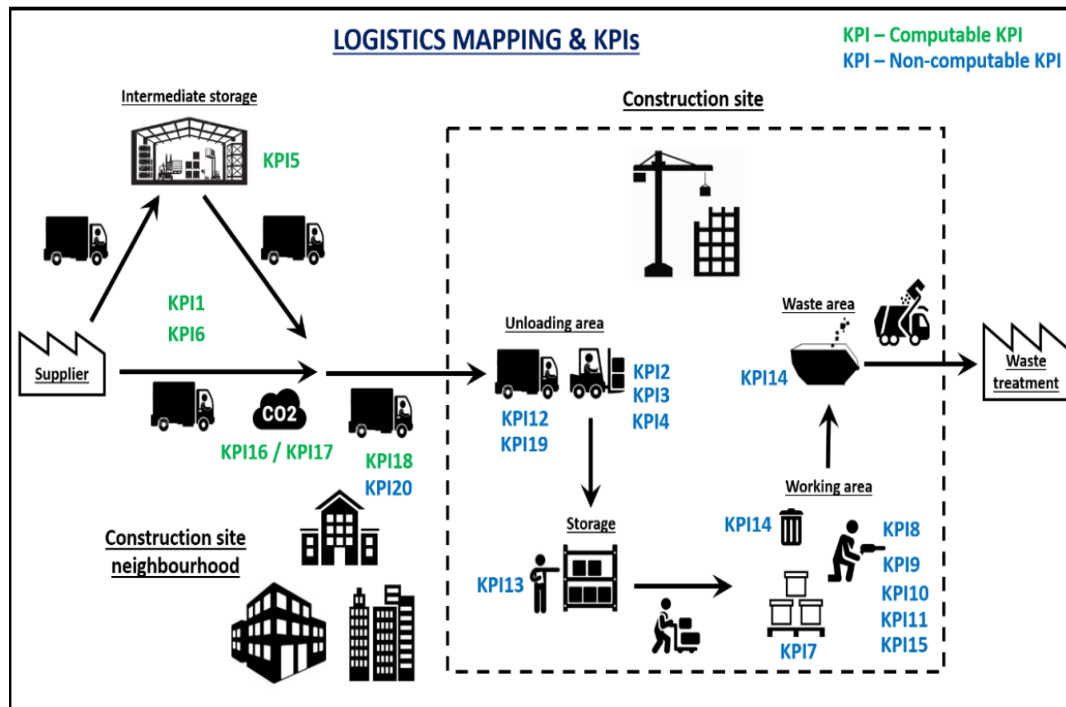 LOGISTICS MAPPING & KPIs
KPI – Computable KPI
KPI – Non-computable KPI
Intermediate storage
KPI5
Construction site
KPI1
KPI6
Supplier
CO2
KPI16 / KPI17
KPI18
KPI20
Unloading area
KPI2
KPI3
KPI4
KPI12
KPI19
Waste area
KPI14
Waste
treatment
Construction site
neighbourhood
Storage
KPI13
Working area
KPI14
KPI8
KPI9
KPI10
KPI11
KPI15
KPI7